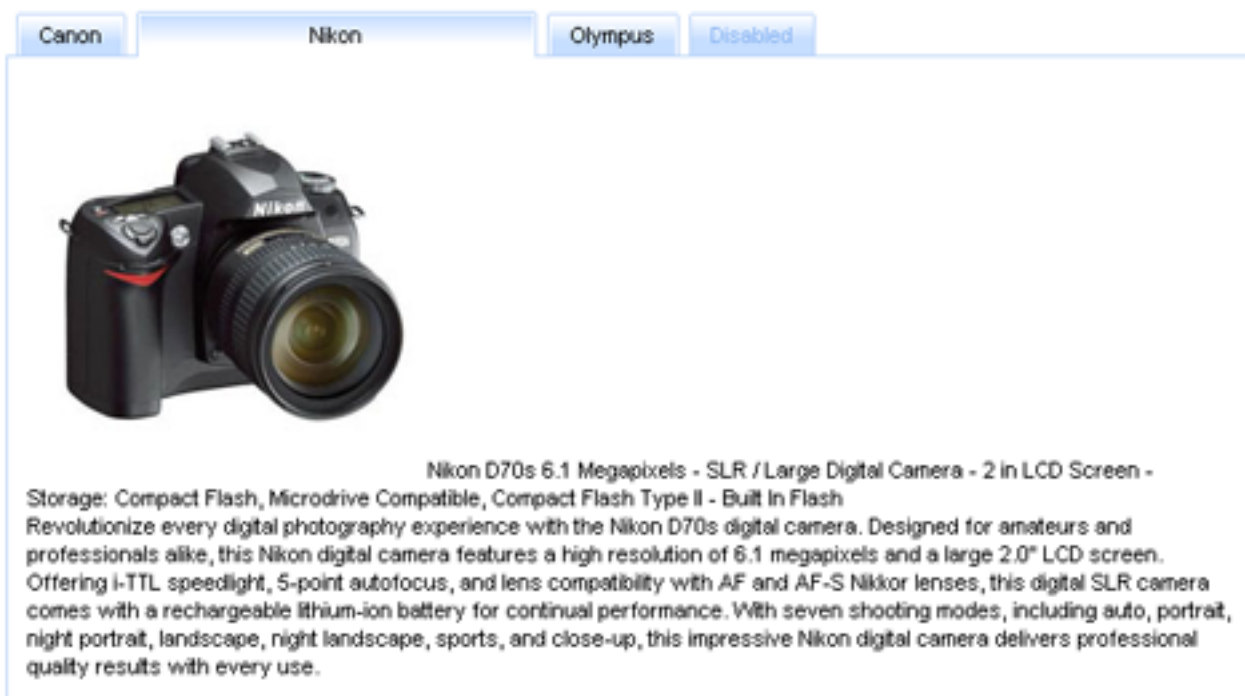 Canon
Nikon
Olympus
Disabled
Nikon
Nikon D70s 6.1 Megapixels - SLR / Large Digital Camera - 2 in LCD Screen -
Storage: Compact Flash, Microdrive Compatible, Compact Flash Type II - Built In Flash
Revolutionize every digital photography experience with the Nikon D70s digital camera. Designed for amateurs and
professionals alike, this Nikon digital camera features a high resolution of 6.1 megapixels and a large 2.0" LCD screen.
Offering i-TTL speedlight, 5-point autofocus, and lens compatibility with AF and AF-S Nikkor lenses, this digital SLR camera
comes with a rechargeable lithium-ion battery for continual performance. With seven shooting modes, including auto, portrait,
night portrait, landscape, night landscape, sports, and close-up, this impressive Nikon digital camera delivers professional
quality results with every use.